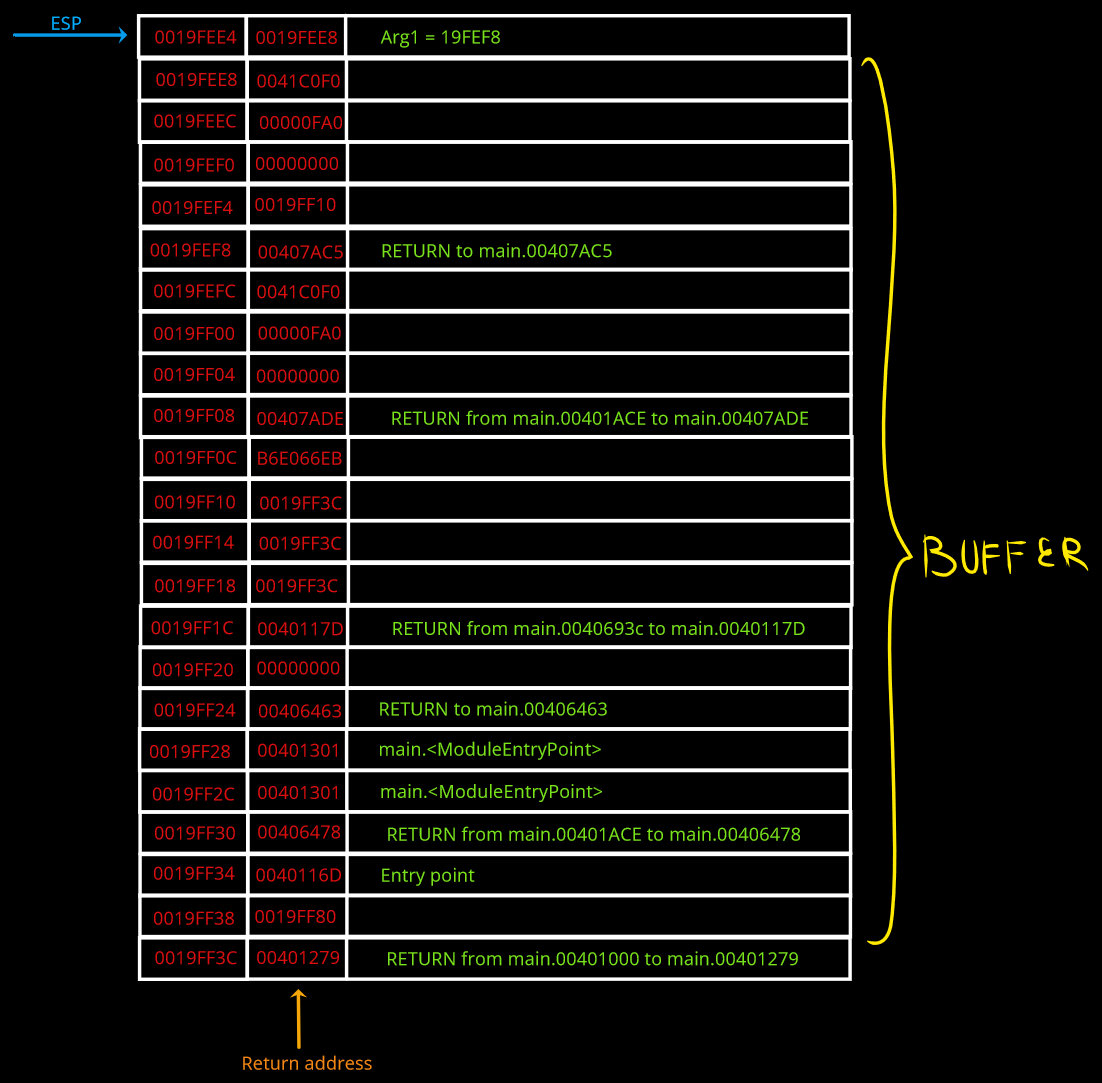 ESP
0019FEE4 0019FEE8 Arg1 = 19FEF8
0019FEE8 0041C0F0
0019FEEC 00000FA0
0019FEF0 00000000
0019FEF4 0019FF10
0019FEF8 00407AC5 RETURN to main.00407AC5
0019FEFC 0041C0F0
0019FF00 00000FA0
0019FF04 00000000
0019FF08 00407ADE RETURN from main.00401ACE to main.00407ADE
0019FF0C B6E066EB
0019FF10 0019FF3C
0019FF14 0019FF3C
BUFFER
0019FF18 0019FF3C
0019FF1C 0040117D RETURN from main.0040693c to main.0040117D
0019FF20 00000000
0019FF24 00406463 RETURN to main.00406463
0019FF28 00401301 main.<ModuleEntryPoint>
0019FF2C 00401301 main.<ModuleEntryPoint>
0019FF30 00406478 RETURN from main.00401ACE to main.00406478
0019FF34 0040116D Entry point
0019FF38 0019FF80
0019FF3C 00401279 RETURN from main.00401000 to main.00401279
Return address